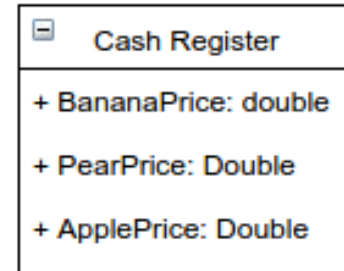 Cash Register
+ BananaPrice: double
+ PearPrice: Double
+ ApplePrice: Double